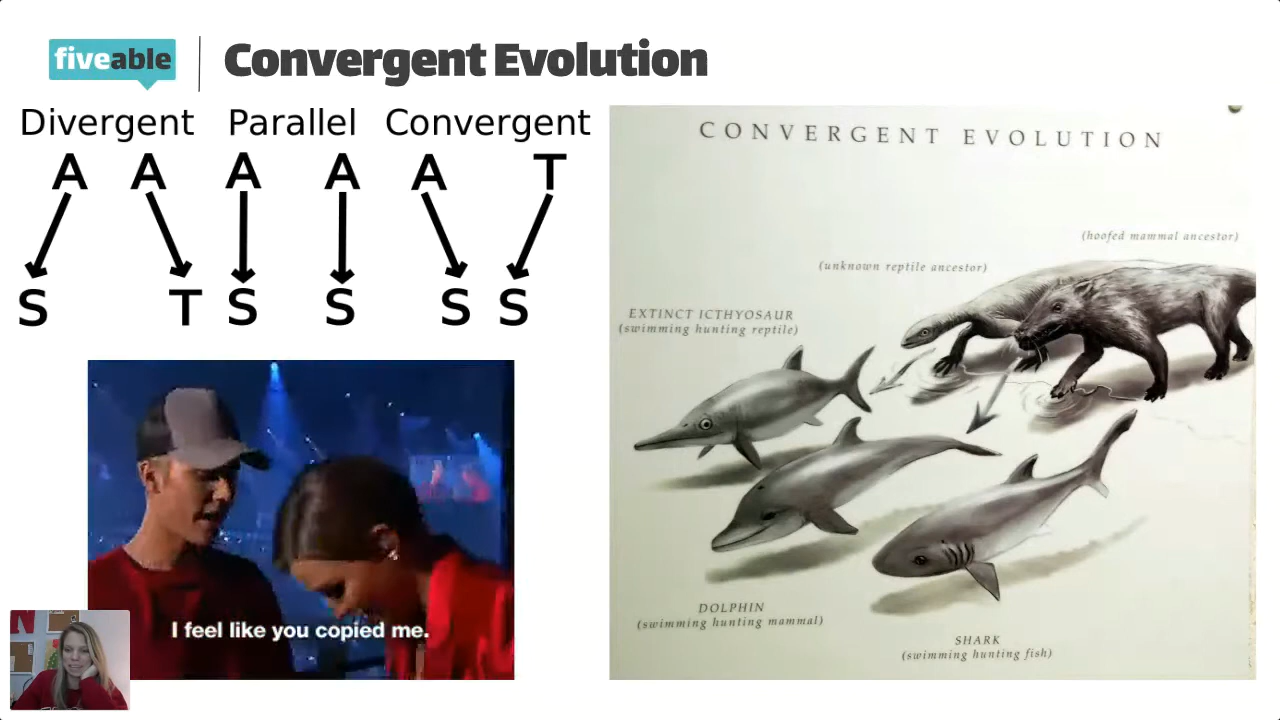 fiveable
Convergent Evolution
Divergent Parallel Convergent
A A A A A T
S T S S S S
I feel like you copied me.
CONVERGENT EVOLUTION
(hoofed mammal ancestor)
(unknown reptile ancestor)
EXTINCT ICTHYOSAUR
(swimming hunting reptile)
DOLPHIN
(swimming hunting mammal)
SHARK
(swimming hunting fish)
N